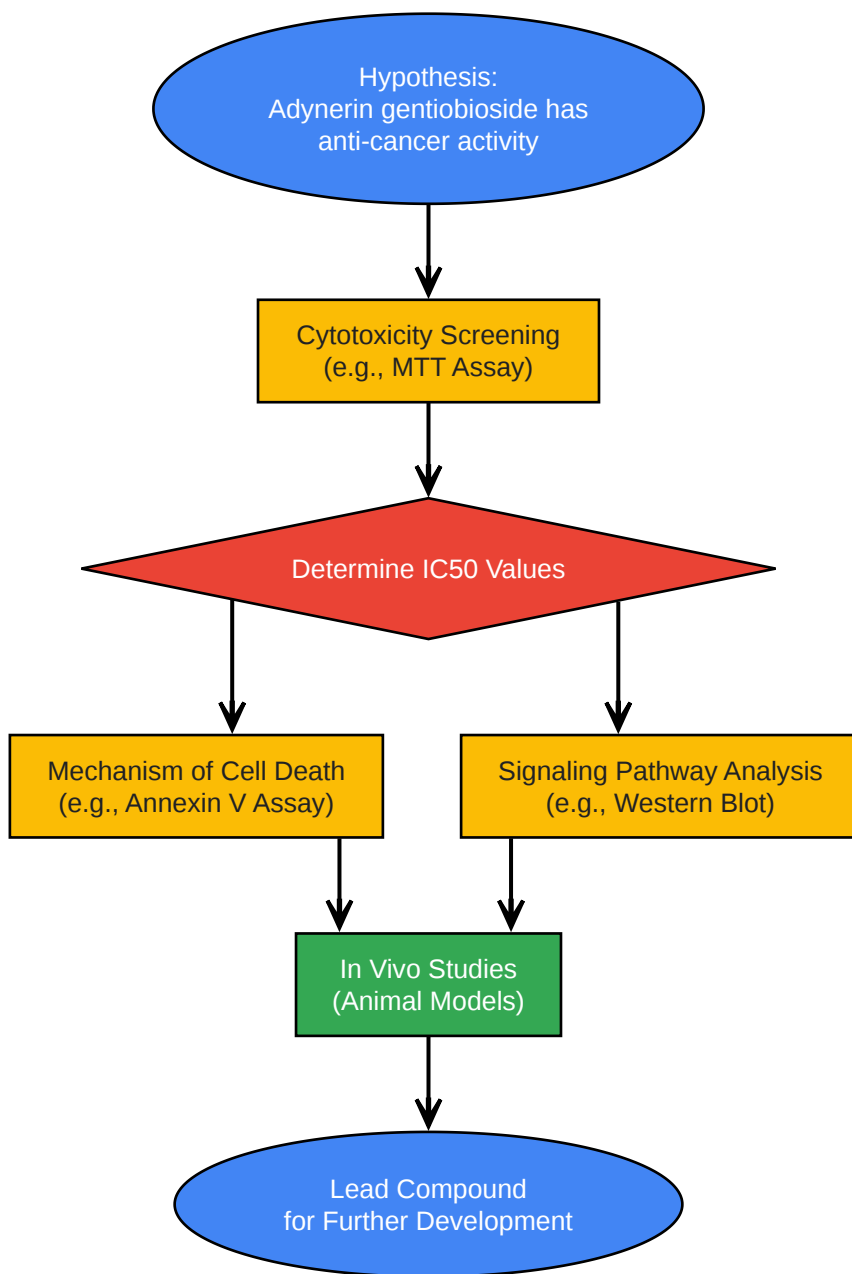 Hypothesis:
Adynerin gentiobioside has
anti-cancer activity
Cytotoxicity Screening
(e.g., MTT Assay)
Determine IC50 Values
Mechanism of Cell Death
(e.g., Annexin V Assay)
Signaling Pathway Analysis
(e.g., Western Blot)
In Vivo Studies
(Animal Models)
Lead Compound
for Further Development